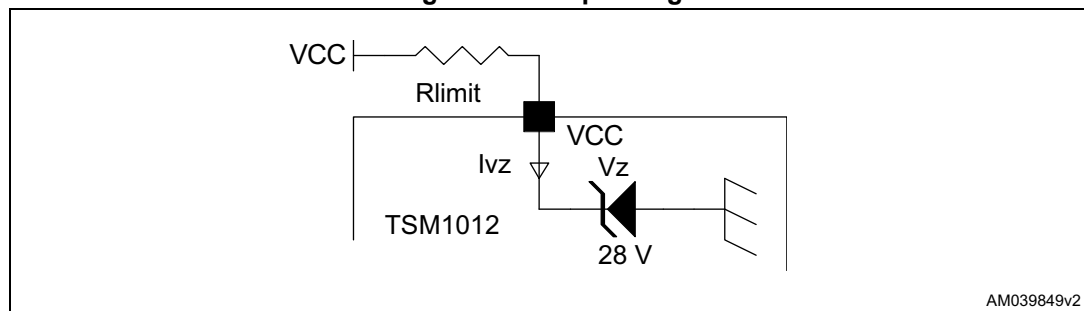 VCC
Rlimit
VCC
Ivz
Vz
TSM1012
28 V
AM039849v2